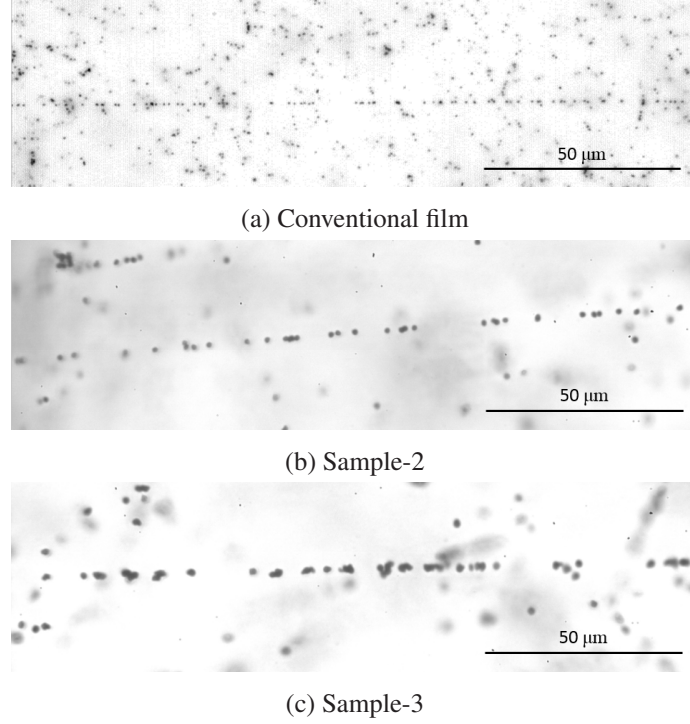 50 μm
(a) Conventional film
50 μm
(b) Sample-2
50 μm
(c) Sample-3